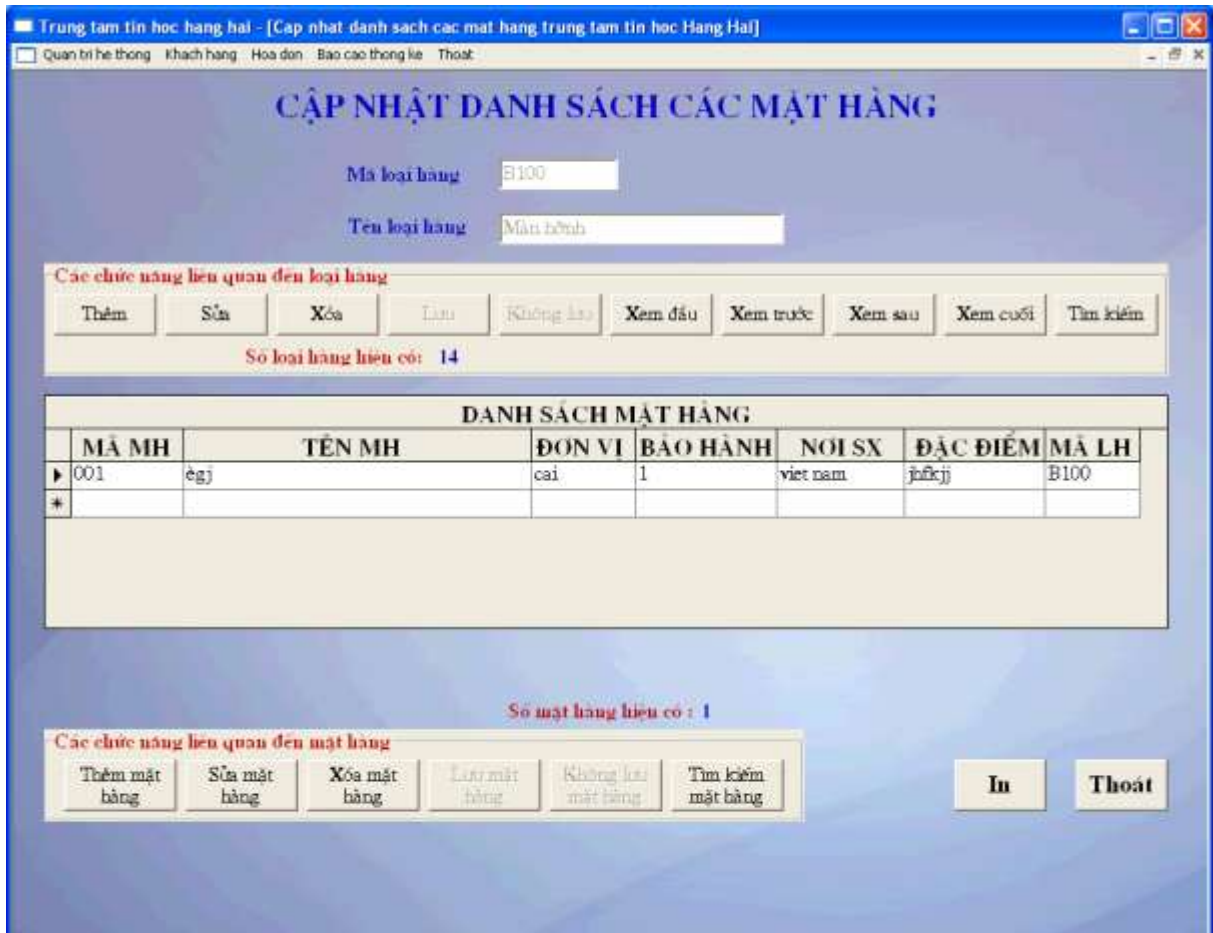 Trung tam tin hoc hang hai - [Cap nhat danh sach cac mat hang trung tam tin hoc Hang Hai]
Quan tri he thong Khach hang Hoa don Bao cao thong ke Thoat
CẬP NHẬT DANH SÁCH CÁC MẶT HÀNG
Mã loại hàng B100
Tên loại hàng Màn hõnh
Các chức năng liên quan đến loại hàng
Thêm Sửa Xóa Lưu Không lưu Xem đầu Xem trước Xem sau Xem cuối Tìm kiếm
Số loại hàng hiện có: 14
DANH SÁCH MẶT HÀNG
MÃ MH TÊN MH ĐƠN VỊ BẢO HÀNH NƠI SX ĐẶC ĐIỂM MÃ LH
001 ègj cai 1 viet nam jhfkjj B100
Số mặt hàng hiện có : 1
Các chức năng liên quan đến mặt hàng
Thêm mặt hàng Sửa mặt hàng Xóa mặt hàng Lưu mặt hàng Không lưu mặt hàng Tìm kiếm mặt hàng
In Thoát